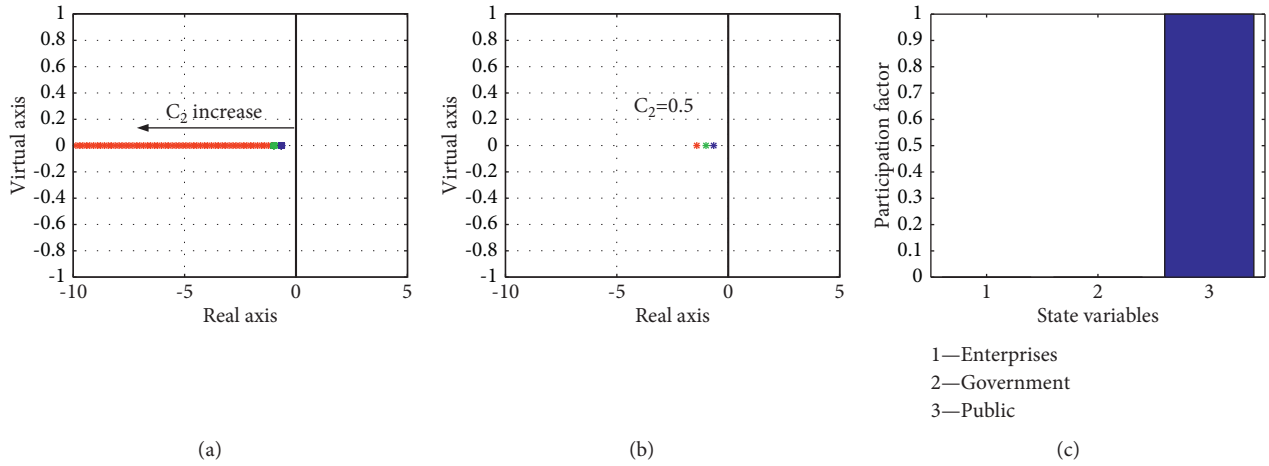 1
0.8
0.6
0.4
0.2
0
-0.2
-0.4
-0.6
-0.8
-1
Virtual axis
C2 increase
-10 -5 0 5
Real axis
(a)
1
0.8
0.6
0.4
0.2
0
-0.2
-0.4
-0.6
-0.8
-1
Virtual axis
C2=0.5
-10 -5 0 5
Real axis
(b)
1
0.9
0.8
0.7
0.6
0.5
0.4
0.3
0.2
0.1
0
Participation factor
1 2 3
State variables
1—Enterprises
2—Government
3—Public
(c)